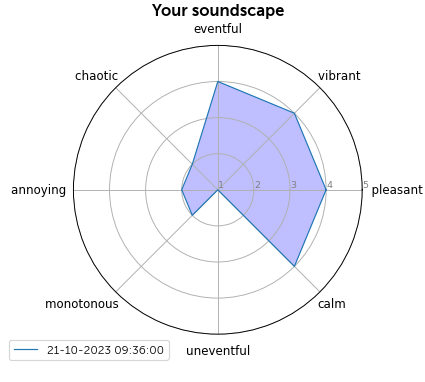 Your soundscape
eventful
chaotic
vibrant
annoying
1 2 3 4 5
pleasant
monotonous
calm
uneventful
21-10-2023 09:36:00